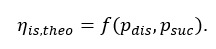 η_{is,theo} = f(p_{dis}, p_{suc}).